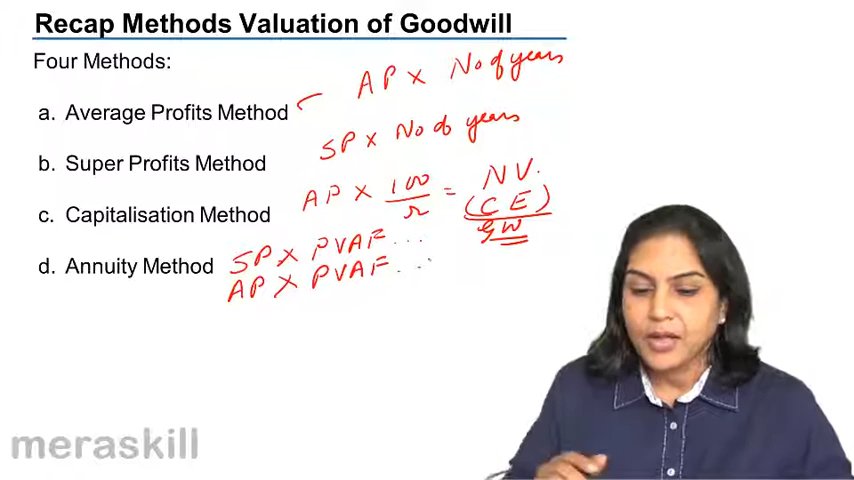 Recap Methods Valuation of Goodwill
Four Methods:
AP x No of years
a. Average Profits Method
SP x No of years
b. Super Profits Method
AP x 100/r = NV.
(CE)
GW
c. Capitalisation Method
SP x PVAF...
d. Annuity Method
AP x PVAF...
meraskill